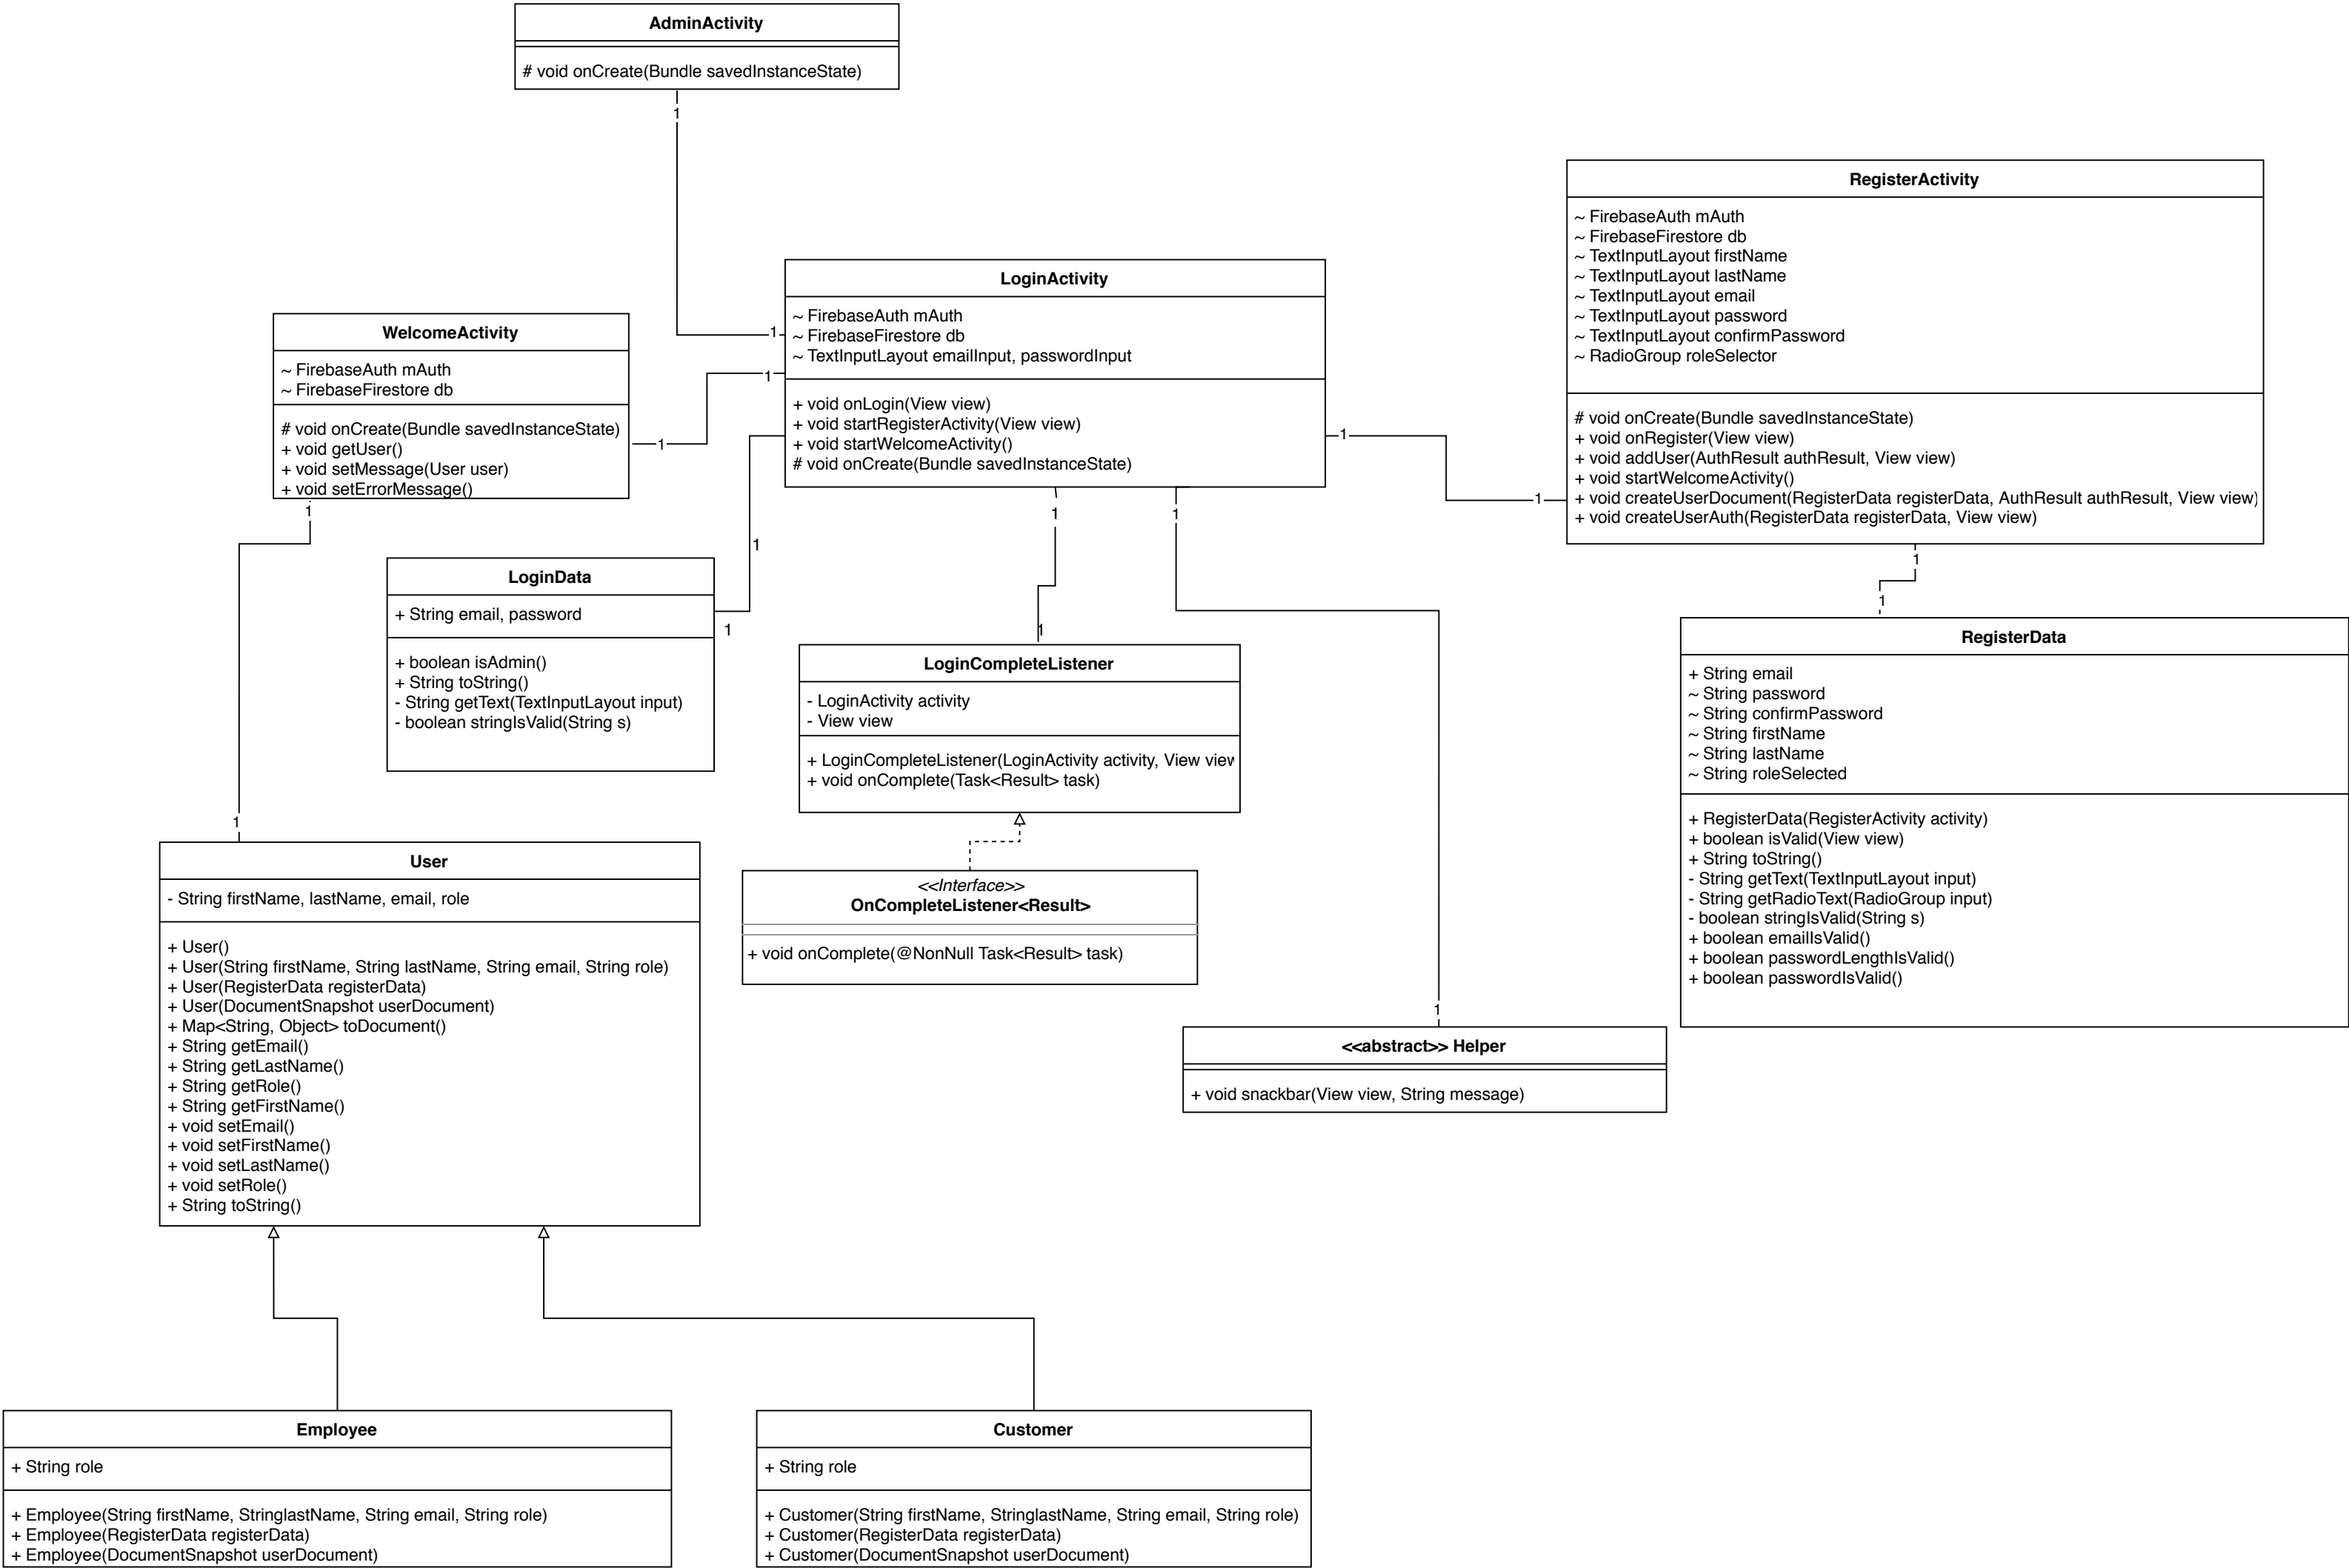 AdminActivity
# void onCreate(Bundle savedInstanceState)
1
RegisterActivity
~ FirebaseAuth mAuth
~ FirebaseFirestore db
~ TextInputLayout firstName
~ TextInputLayout lastName
~ TextInputLayout email
~ TextInputLayout password
~ TextInputLayout confirmPassword
~ RadioGroup roleSelector
# void onCreate(Bundle savedInstanceState)
+ void onRegister(View view)
+ void addUser(AuthResult authResult, View view)
+ void startWelcomeActivity()
+ void createUserDocument(RegisterData registerData, AuthResult authResult, View view)
+ void createUserAuth(RegisterData registerData, View view)
LoginActivity
~ FirebaseAuth mAuth
~ FirebaseFirestore db
~ TextInputLayout emailInput, passwordInput
+ void onLogin(View view)
+ void startRegisterActivity(View view)
+ void startWelcomeActivity()
# void onCreate(Bundle savedInstanceState)
1
1
1
1
WelcomeActivity
~ FirebaseAuth mAuth
~ FirebaseFirestore db
# void onCreate(Bundle savedInstanceState)
+ void getUser()
+ void setMessage(User user)
+ void setErrorMessage()
1
1
1
1
1
1
1
LoginData
+ String email, password
+ boolean isAdmin()
+ String toString()
- String getText(TextInputLayout input)
- boolean stringIsValid(String s)
1
1
1
LoginCompleteListener
- LoginActivity activity
- View view
+ LoginCompleteListener(LoginActivity activity, View view
+ void onComplete(Task<Result> task)
RegisterData
+ String email
~ String password
~ String confirmPassword
~ String firstName
~ String lastName
~ String roleSelected
+ RegisterData(RegisterActivity activity)
+ boolean isValid(View view)
+ String toString()
- String getText(TextInputLayout input)
- String getRadioText(RadioGroup input)
- boolean stringIsValid(String s)
+ boolean emailIsValid()
+ boolean passwordLengthIsValid()
+ boolean passwordIsValid()
1
User
- String firstName, lastName, email, role
+ User()
+ User(String firstName, String lastName, String email, String role)
+ User(RegisterData registerData)
+ User(DocumentSnapshot userDocument)
+ Map<String, Object> toDocument()
+ String getEmail()
+ String getLastName()
+ String getRole()
+ String getFirstName()
+ void setEmail()
+ void setFirstName()
+ void setLastName()
+ void setRole()
+ String toString()
<<Interface>>
OnCompleteListener<Result>
+ void onComplete(@NonNull Task<Result> task)
1
<<abstract>> Helper
+ void snackbar(View view, String message)
Employee
+ String role
+ Employee(String firstName, StringlastName, String email, String role)
+ Employee(RegisterData registerData)
+ Employee(DocumentSnapshot userDocument)
Customer
+ String role
+ Customer(String firstName, StringlastName, String email, String role)
+ Customer(RegisterData registerData)
+ Customer(DocumentSnapshot userDocument)